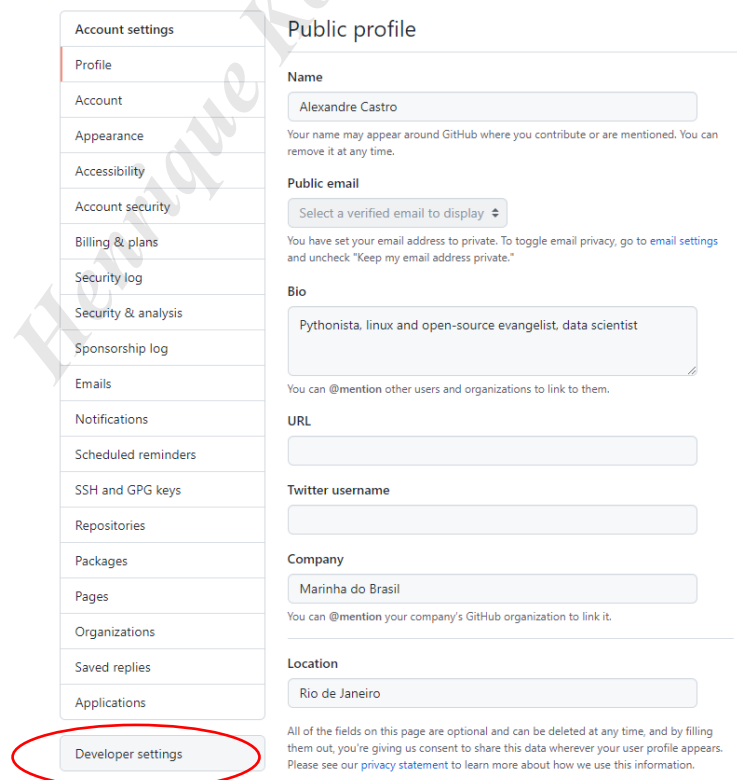 Account settings
Profile
Account
Appearance
Accessibility
Account security
Billing & plans
Security log
Security & analysis
Sponsorship log
Emails
Notifications
Scheduled reminders
SSH and GPG keys
Repositories
Packages
Pages
Organizations
Saved replies
Applications
Developer settings
Public profile
Name
Alexandre Castro
Your name may appear around GitHub where you contribute or are mentioned. You can
remove it at any time.
Public email
Select a verified email to display
You have set your email address to private. To toggle email privacy, go to email settings
and uncheck "Keep my email address private."
Bio
Pythonista, linux and open-source evangelist, data scientist
You can @mention other users and organizations to link to them.
URL
Twitter username
Company
Marinha do Brasil
You can @mention your company's GitHub organization to link it.
Location
Rio de Janeiro
All of the fields on this page are optional and can be deleted at any time, and by filling
them out, you're giving us consent to share this data wherever your user profile appears.
Please see our privacy statement to learn more about how we use this information.
Henrique